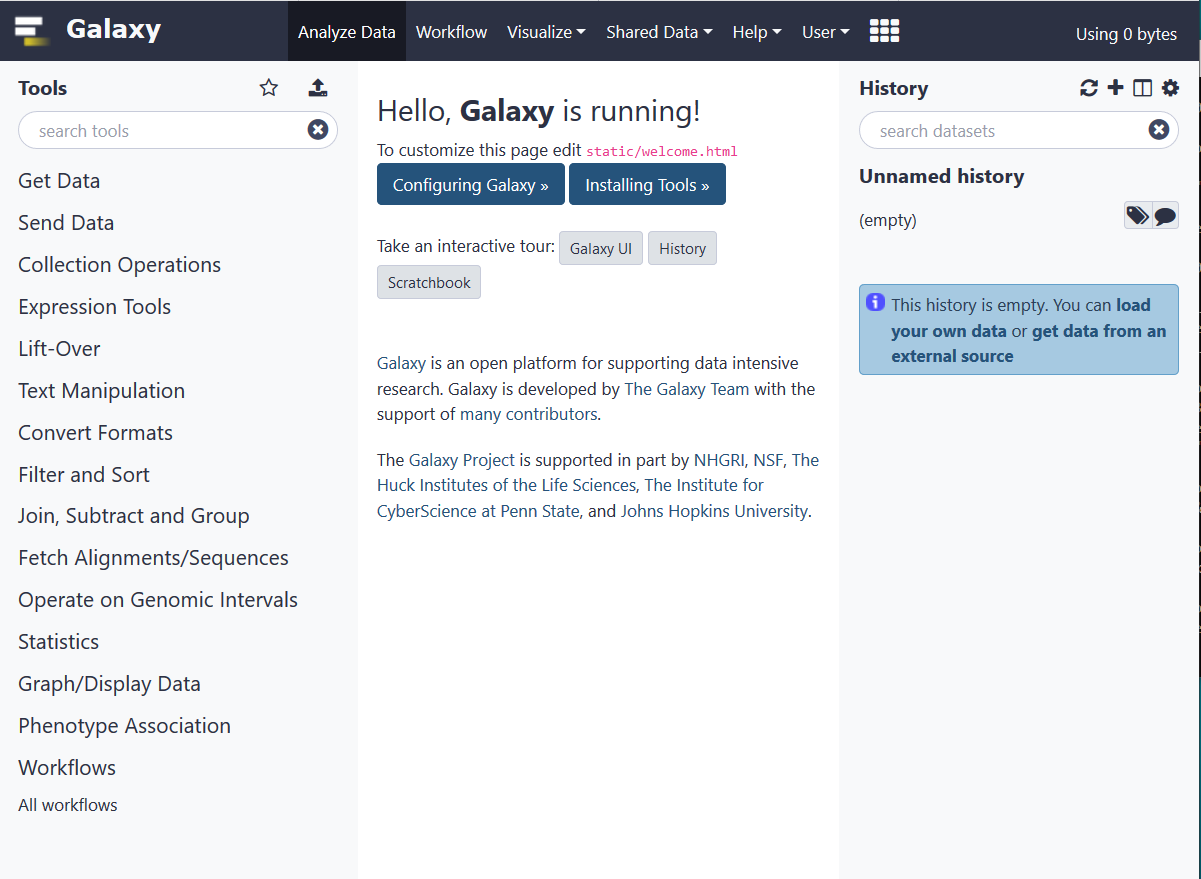 Galaxy
Analyze Data
Workflow
Visualize
Shared Data
Help
User
Using 0 bytes
Tools
search tools
Get Data
Send Data
Collection Operations
Expression Tools
Lift-Over
Text Manipulation
Convert Formats
Filter and Sort
Join, Subtract and Group
Fetch Alignments/Sequences
Operate on Genomic Intervals
Statistics
Graph/Display Data
Phenotype Association
Workflows
All workflows
Hello, Galaxy is running!
To customize this page edit static/welcome.html
Configuring Galaxy »
Installing Tools »
Take an interactive tour: Galaxy UI History
Scratchbook
Galaxy is an open platform for supporting data intensive
research. Galaxy is developed by The Galaxy Team with the
support of many contributors.
The Galaxy Project is supported in part by NHGRI, NSF, The
Huck Institutes of the Life Sciences, The Institute for
CyberScience at Penn State, and Johns Hopkins University.
History
search datasets
Unnamed history
(empty)
This history is empty. You can load
your own data or get data from an
external source